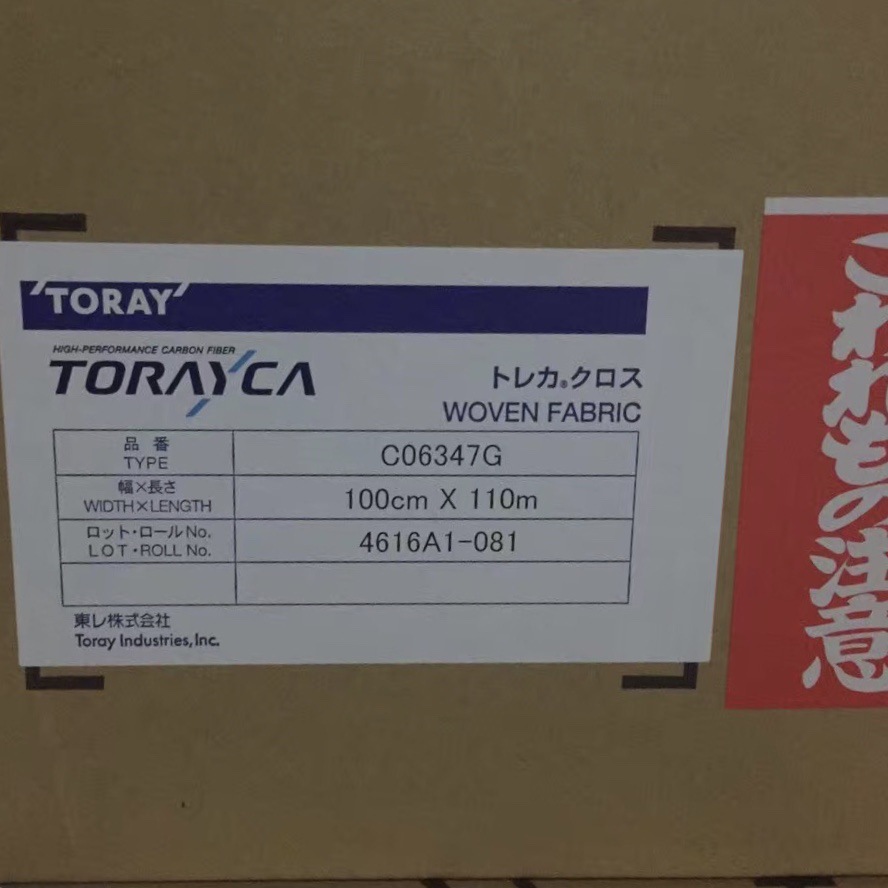 'TORAY'
HIGH-PERFORMANCE CARBON FIBER
TORAYCA
トレカ®クロス
WOVEN FABRIC
品 番
TYPE
C06347G
幅×長さ
WIDTH×LENGTH
100cm X 110m
ロット・ロールNo.
LOT・ROLL No.
4616A1-081
東レ株式会社
Toray Industries,Inc.
これわれもの注意